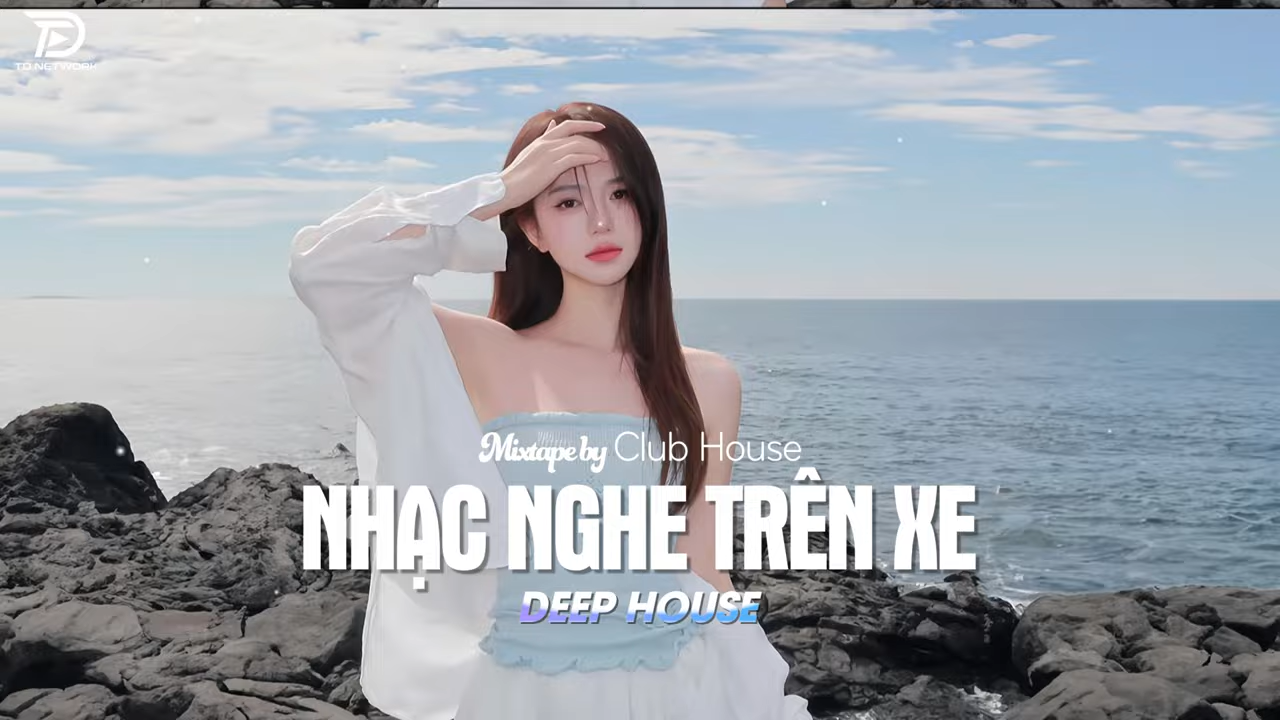 TD NETWORK
Mixtape by Club House
NHẠC NGHE TRÊN XE
DEEP HOUSE